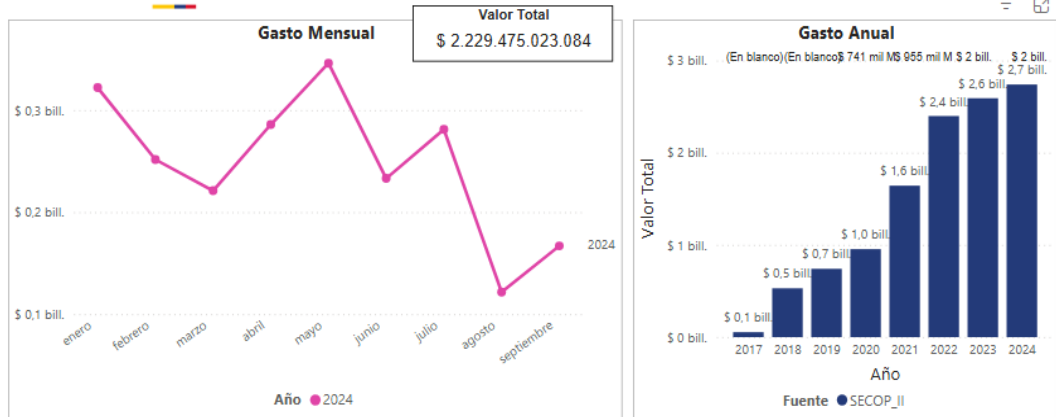 Gasto Mensual
Valor Total
$ 2.229.475.023.084
$ 0,3 bill.
$ 0,2 bill.
$ 0,1 bill.
2024
enero
febrero
marzo
abril
mayo
junio
julio
agosto
septiembre
Año 2024
Gasto Anual
(En blanco) (En blanco) $ 741 mil M $ 955 mil M $ 2 bill. $ 2 bill.
$ 3 bill.
$ 2 bill.
$ 1 bill.
$ 0 bill.
Valor Total
$ 0,1 bill.
$ 0,5 bill.
$ 0,7 bill.
$ 1,0 bill.
$ 1,6 bill.
$ 2,4 bill.
$ 2,6 bill.
$ 2,7 bill.
2017 2018 2019 2020 2021 2022 2023 2024
Año
Fuente SECOP_II